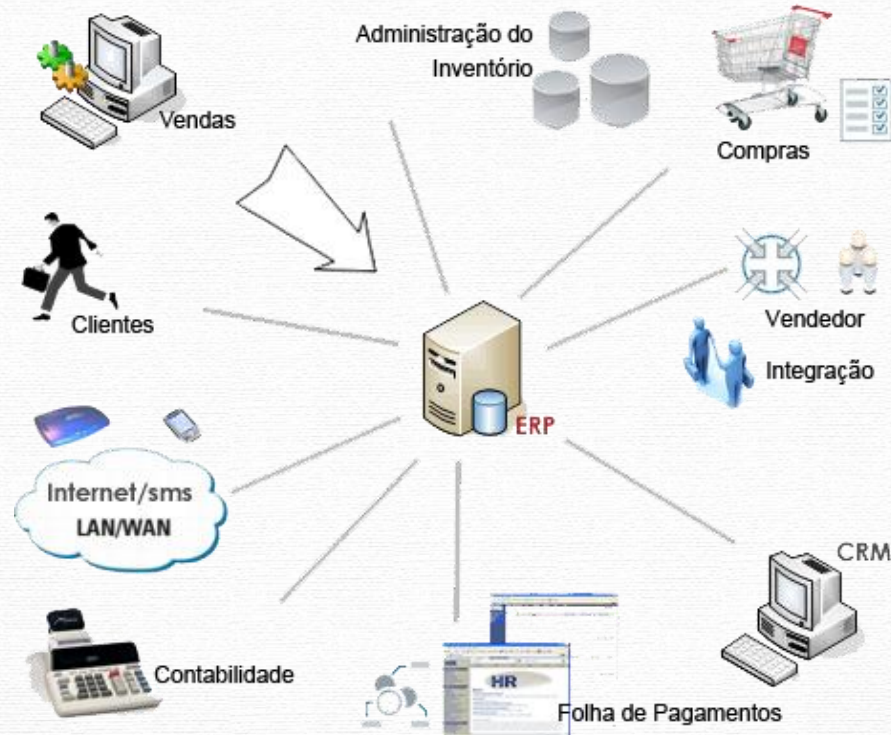 Administração do
Inventório
Vendas
Compras
Clientes
Vendedor
Integração
ERP
Internet/sms
LAN/WAN
CRM
Contabilidade
HR
Folha de Pagamentos